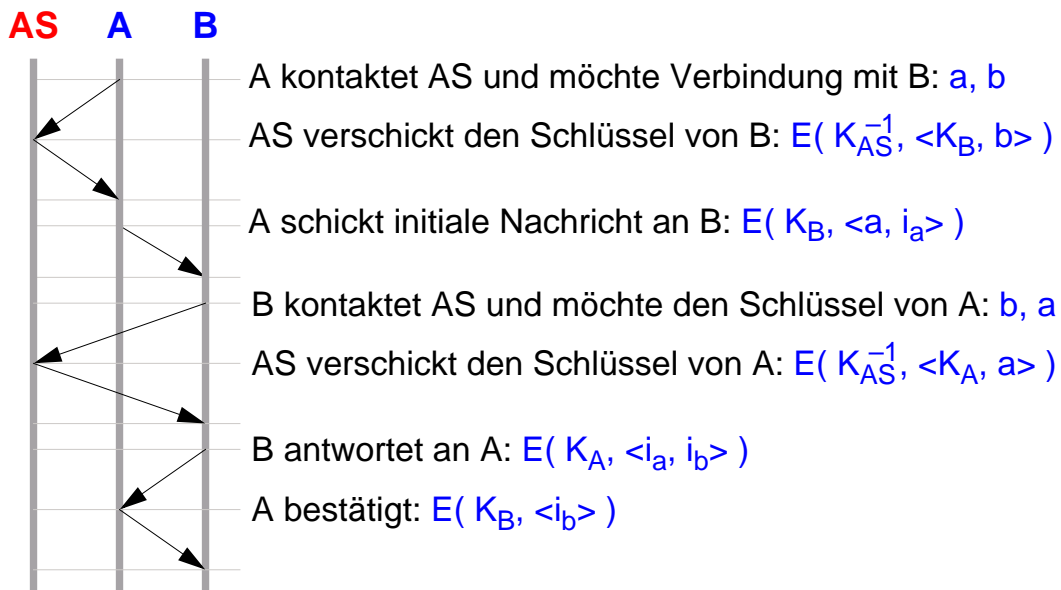 AS A B
A kontaktet AS und möchte Verbindung mit B: a, b
AS verschickt den Schlüssel von B: E( K_AS^–1, <K_B, b> )
A schickt initiale Nachricht an B: E( K_B, <a, i_a> )
B kontaktet AS und möchte den Schlüssel von A: b, a
AS verschickt den Schlüssel von A: E( K_AS^–1, <K_A, a> )
B antwortet an A: E( K_A, <i_a, i_b> )
A bestätigt: E( K_B, <i_b> )